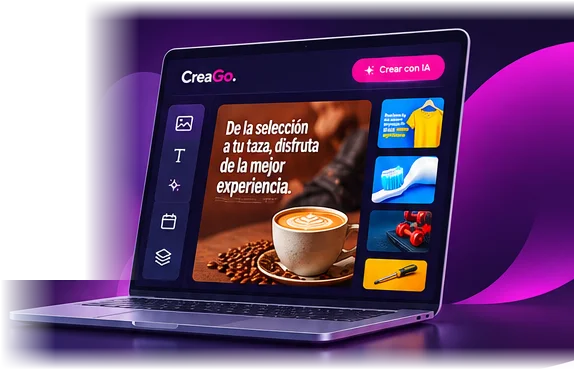 CreaGo.
Crear con IA
De la selección
a tu taza, disfruta
de la mejor
experiencia.
T